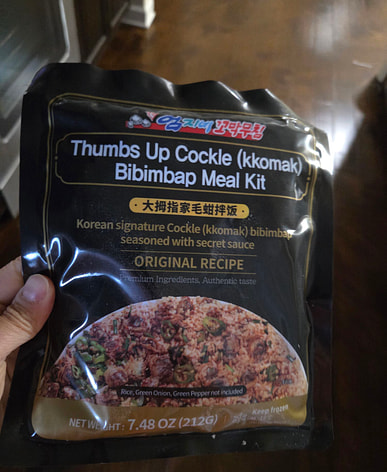 엄지네 꼬막무침
Thumbs Up Cockle (kkomak)
Bibimbap Meal Kit
· 大拇指家毛蚶拌饭 ·
Korean signature Cockle (kkomak) bibimbap
seasoned with secret sauce
ORIGINAL RECIPE
Premium Ingredients, Authentic taste
Rice, Green Onion, Green Pepper not included
NET WEIGHT: 7.48 OZ (212G)
Keep frozen